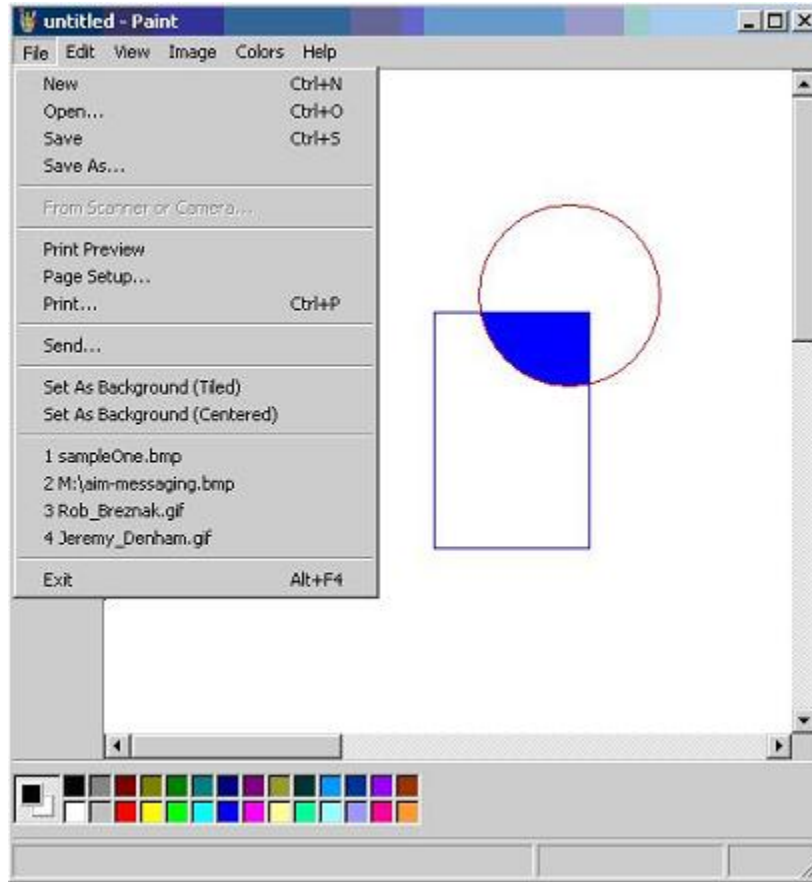 untitled - Paint
File Edit View Image Colors Help
New Ctrl+N
Open... Ctrl+O
Save Ctrl+S
Save As...
From Scanner or Camera...
Print Preview
Page Setup...
Print... Ctrl+P
Send...
Set As Background (Tiled)
Set As Background (Centered)
1 sampleOne.bmp
2 M:\aim-messaging.bmp
3 Rob_Breznak.gif
4 Jeremy_Denham.gif
Exit Alt+F4